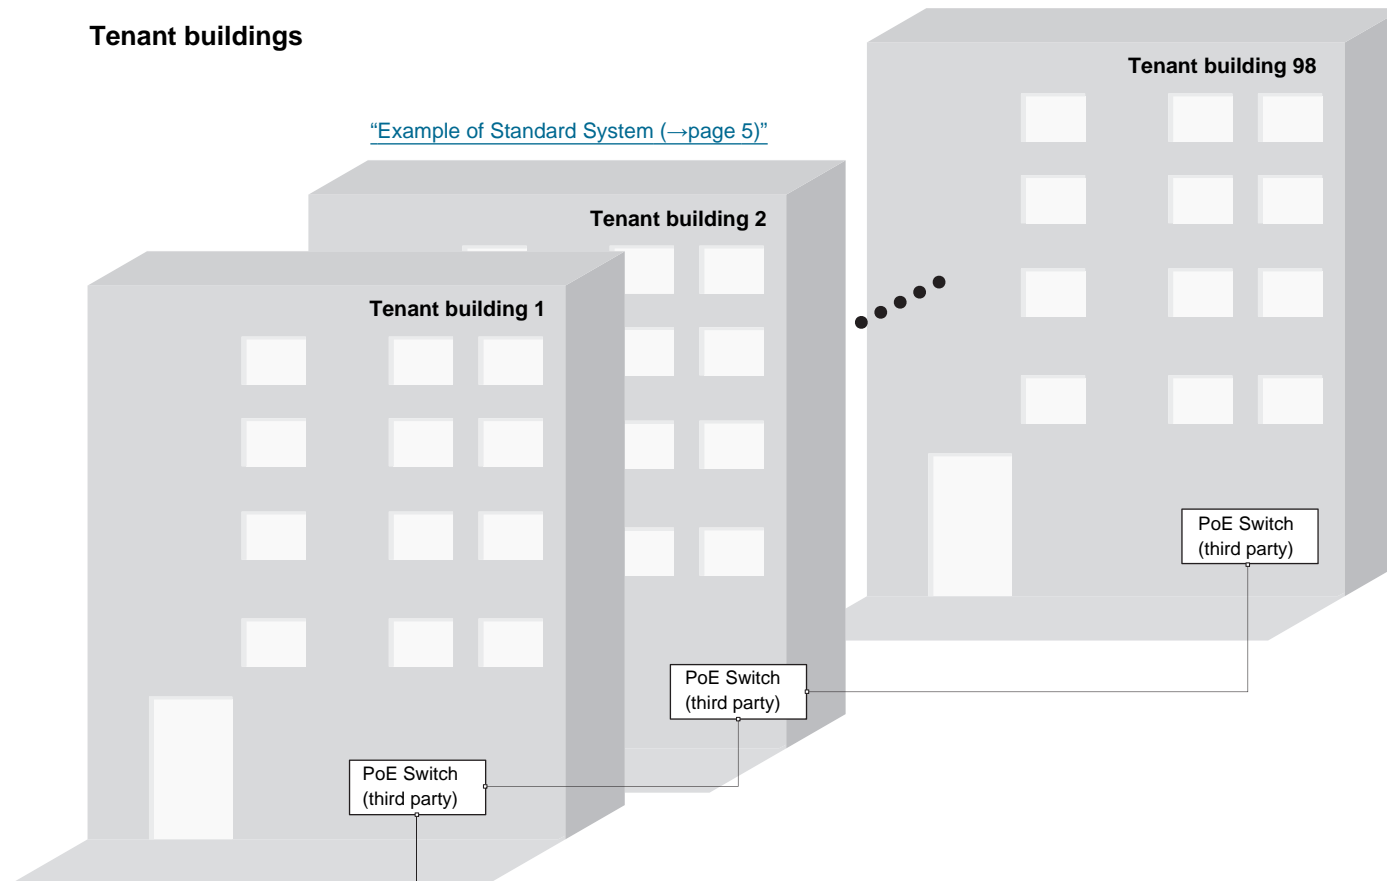 Tenant buildings
Tenant building 98
“Example of Standard System (→page 5)”
Tenant building 2
Tenant building 1
PoE Switch
(third party)
PoE Switch
(third party)
PoE Switch
(third party)